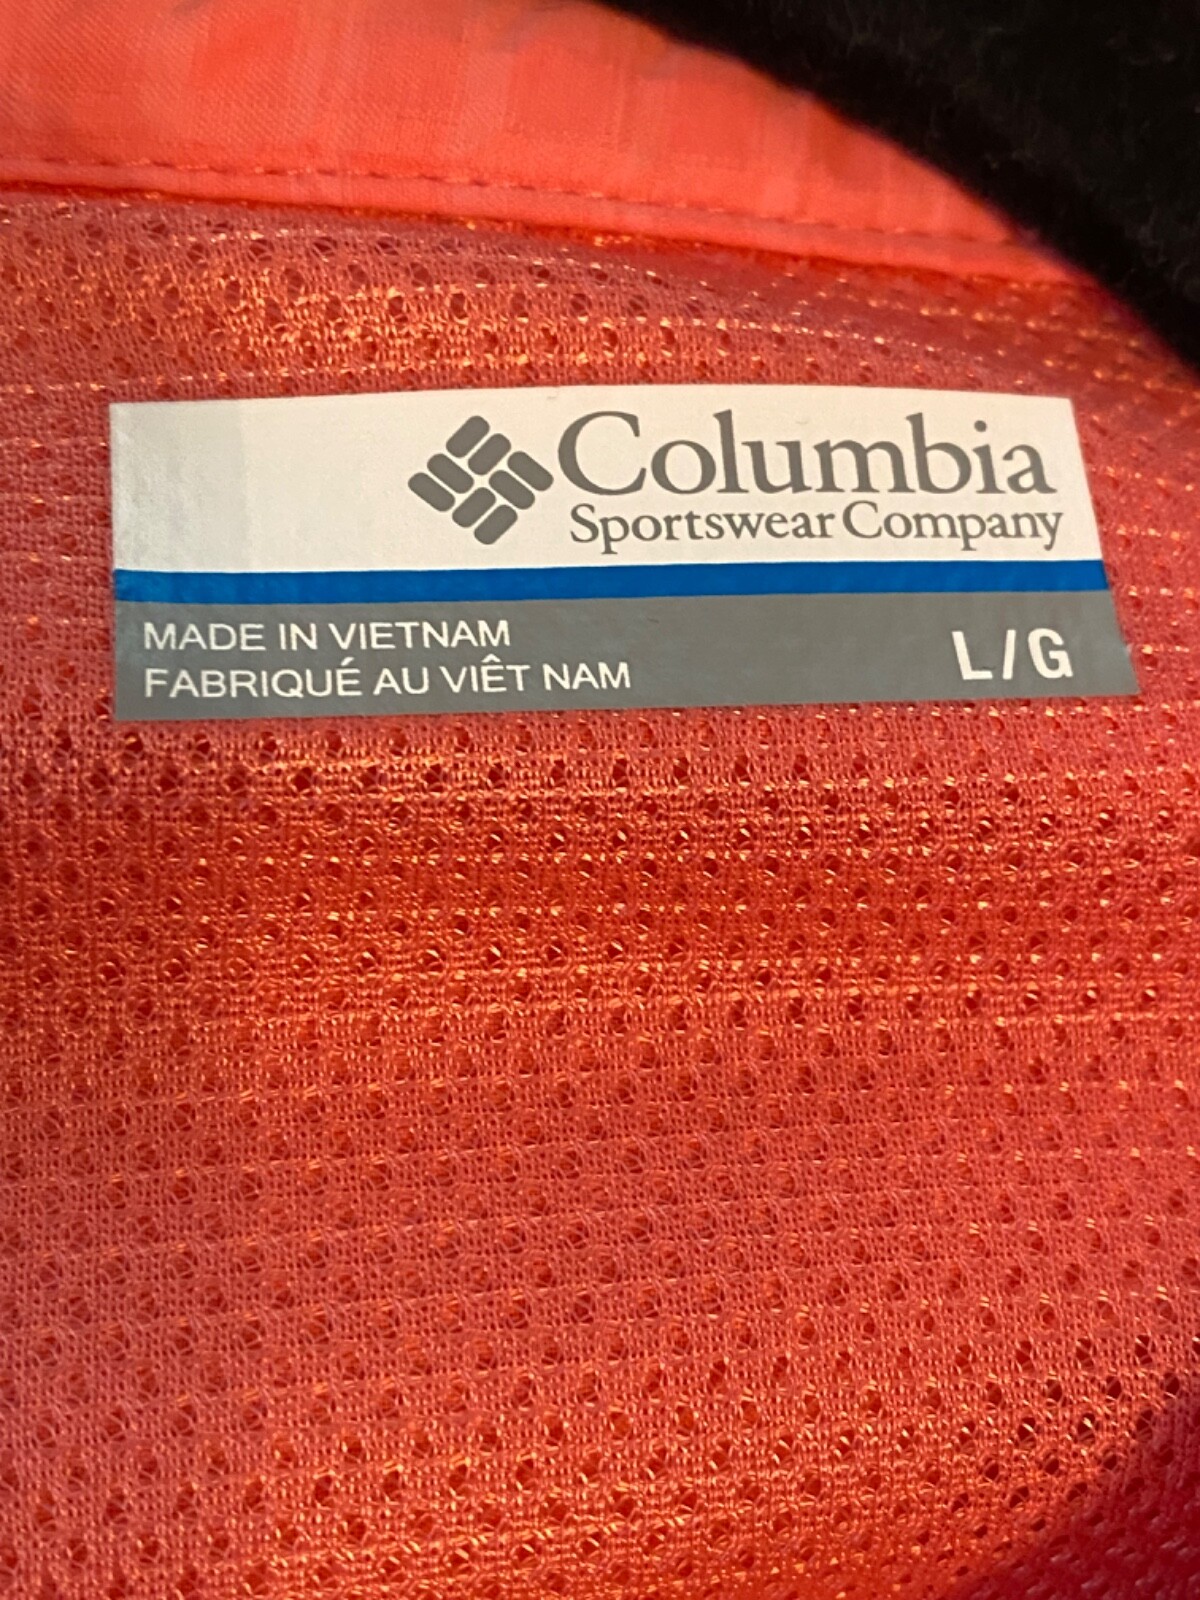 Columbia
Sportswear Company
MADE IN VIETNAM
FABRIQUÉ AU VIÊT NAM
L/G